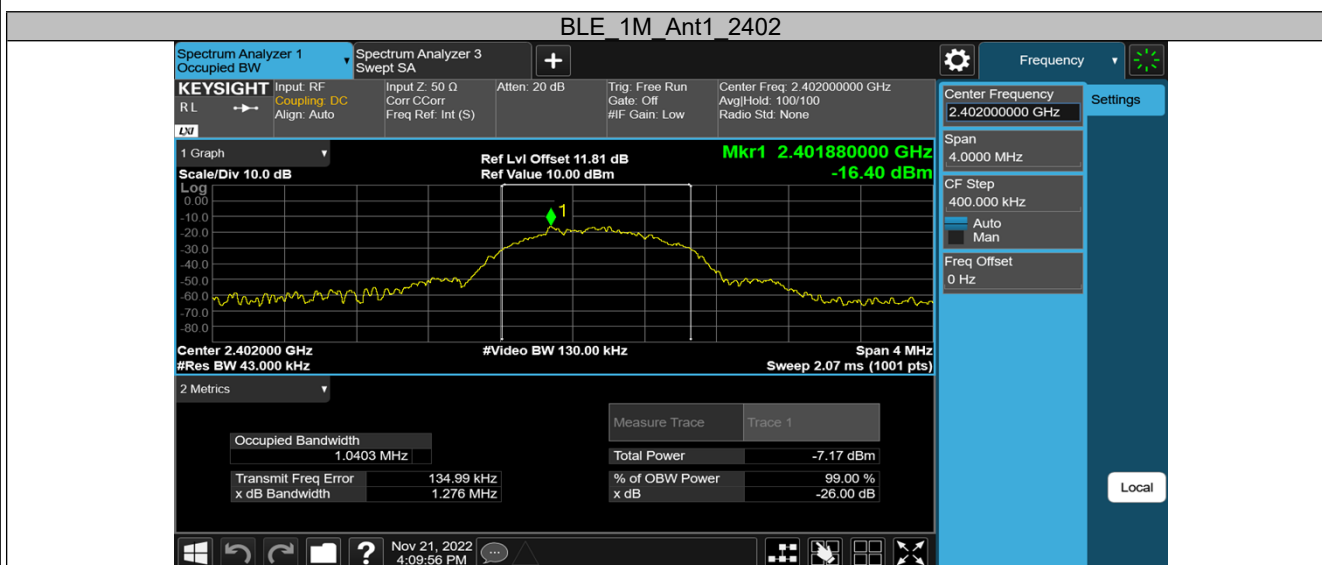 BLE_1M_Ant1_2402
Spectrum Analyzer 1
Occupied BW
Spectrum Analyzer 3
Swept SA
Frequency
KEYSIGHT
RL
LXI
Input: RF
Coupling: DC
Align: Auto
Input Z: 50 Ω
Corr CCorr
Freq Ref: Int (S)
Atten: 20 dB
Trig: Free Run
Gate: Off
#IF Gain: Low
Center Freq: 2.402000000 GHz
Avg|Hold: 100/100
Radio Std: None
Center Frequency
2.402000000 GHz
Settings
Span
4.0000 MHz
CF Step
400.000 kHz
Auto
Man
Freq Offset
0 Hz
Local
1 Graph
Scale/Div 10.0 dB
Ref Lvl Offset 11.81 dB
Ref Value 10.00 dBm
Mkr1 2.401880000 GHz
-16.40 dBm
Log
0.00
-10.0
-20.0
-30.0
-40.0
-50.0
-60.0
-70.0
-80.0
1
Center 2.402000 GHz
#Res BW 43.000 kHz
#Video BW 130.00 kHz
Span 4 MHz
Sweep 2.07 ms (1001 pts)
2 Metrics
Measure Trace Trace 1
Occupied Bandwidth
1.0403 MHz
Total Power -7.17 dBm
Transmit Freq Error 134.99 kHz
% of OBW Power 99.00 %
x dB Bandwidth 1.276 MHz
x dB -26.00 dB
?
Nov 21, 2022
4:09:56 PM